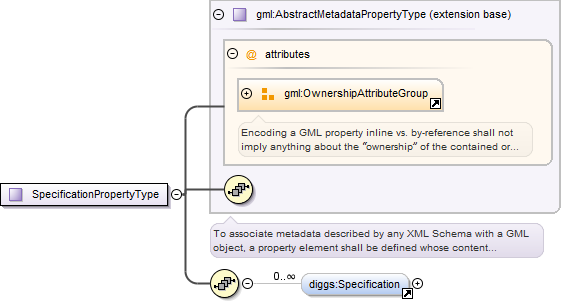 gml:AbstractMetadataPropertyType (extension base)
@ attributes
gml:OwnershipAttributeGroup
Encoding a GML property inline vs. by-reference shall not
imply anything about the "ownership" of the contained or...
SpecificationPropertyType
To associate metadata described by any XML Schema with a GML
object, a property element shall be defined whose content...
0..∞
diggs:Specification